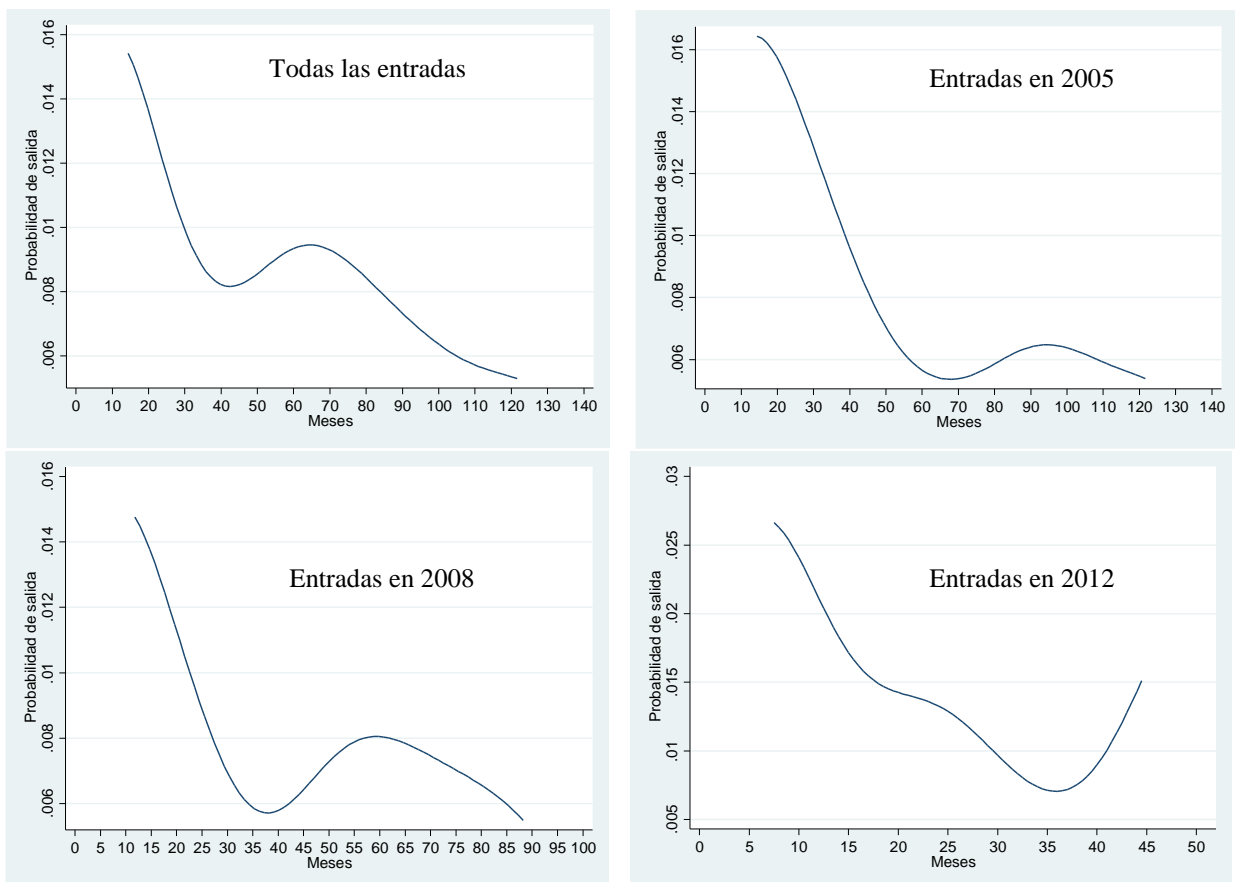 Todas las entradas
Probabilidad de salida
.016
.014
.012
.01
.008
.006
0 10 20 30 40 50 60 70 80 90 100 110 120 130 140
Meses
Entradas en 2005
Probabilidad de salida
.016
.014
.012
.01
.008
.006
0 10 20 30 40 50 60 70 80 90 100 110 120 130 140
Meses
Entradas en 2008
Probabilidad de salida
.016
.014
.012
.01
.008
.006
0 5 10 15 20 25 30 35 40 45 50 55 60 65 70 75 80 85 90 95 100
Meses
Entradas en 2012
Probabilidad de salida
.03
.025
.02
.015
.01
.005
0 5 10 15 20 25 30 35 40 45 50
Meses